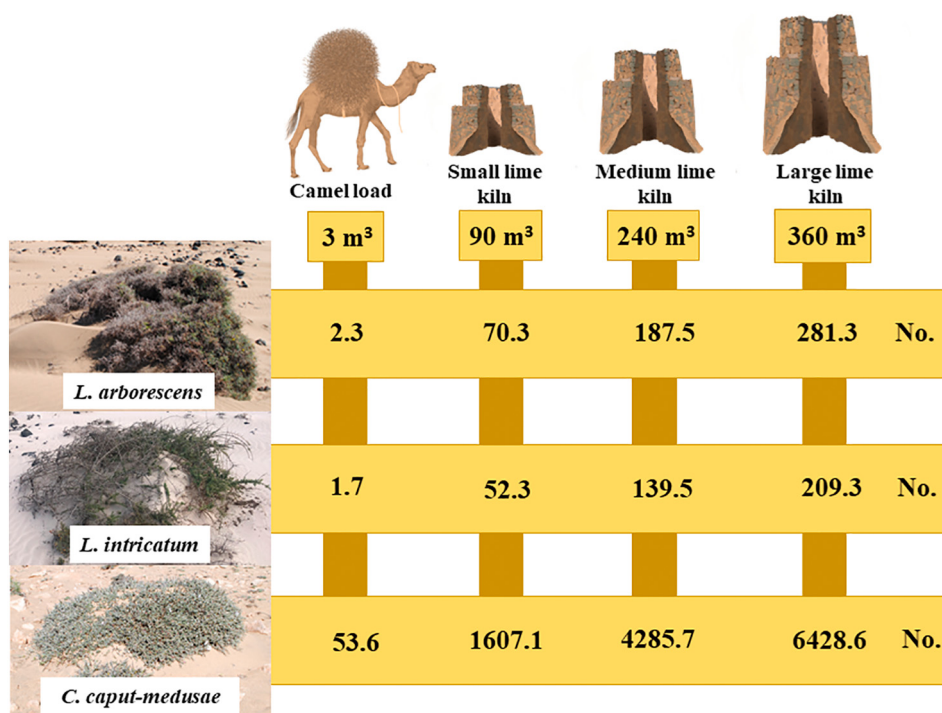 Camel load
Small lime
kiln
Medium lime
kiln
Large lime
kiln
3 m³
90 m³
240 m³
360 m³
L. arborescens
2.3
70.3
187.5
281.3
No.
L. intricatum
1.7
52.3
139.5
209.3
No.
C. caput-medusae
53.6
1607.1
4285.7
6428.6
No.